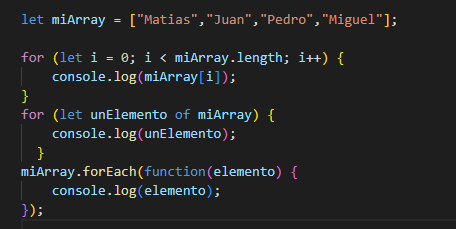 let miArray = ["Matias","Juan","Pedro","Miguel"];

for (let i = 0; i < miArray.length; i++) {
    console.log(miArray[i]);
}
for (let unElemento of miArray) {
    console.log(unElemento);
  }
miArray.forEach(function(elemento) {
    console.log(elemento);
});